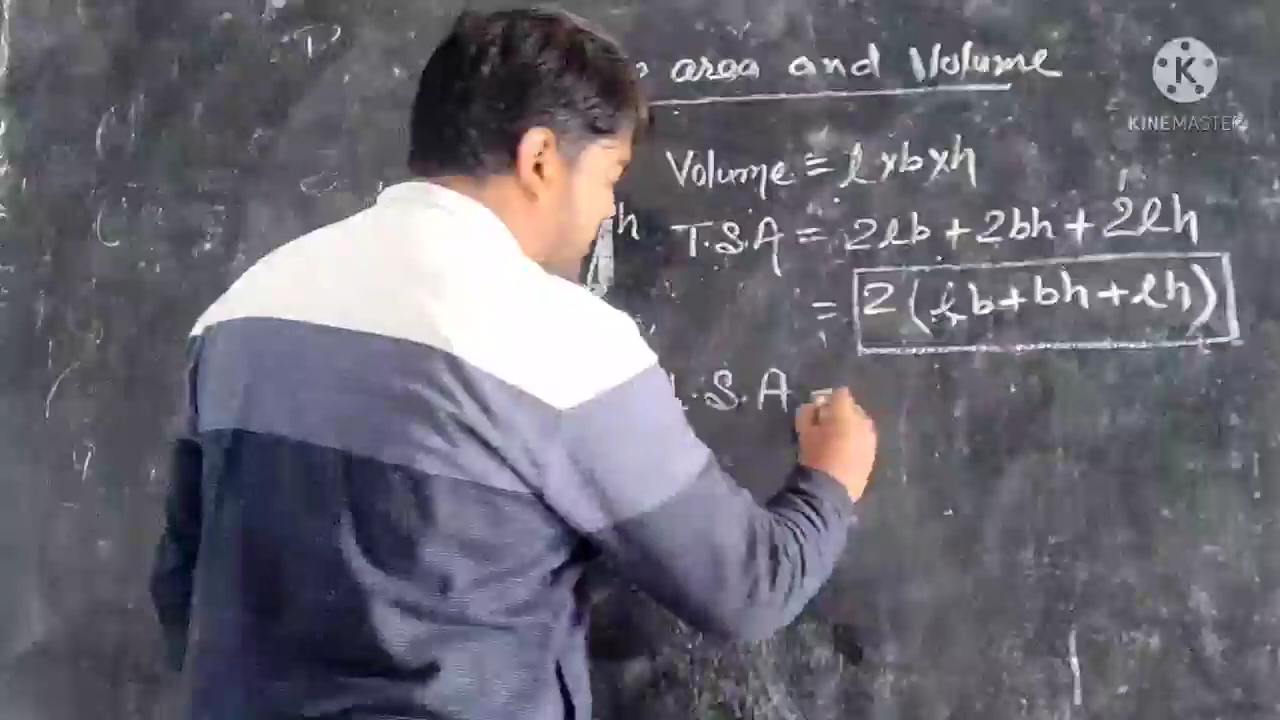 area and Volume
Volume = l×b×h
h
T.S.A = 2lb + 2bh + 2lh
= 2(lb+bh+lh)
L.S.A =
K
KINEMASTER